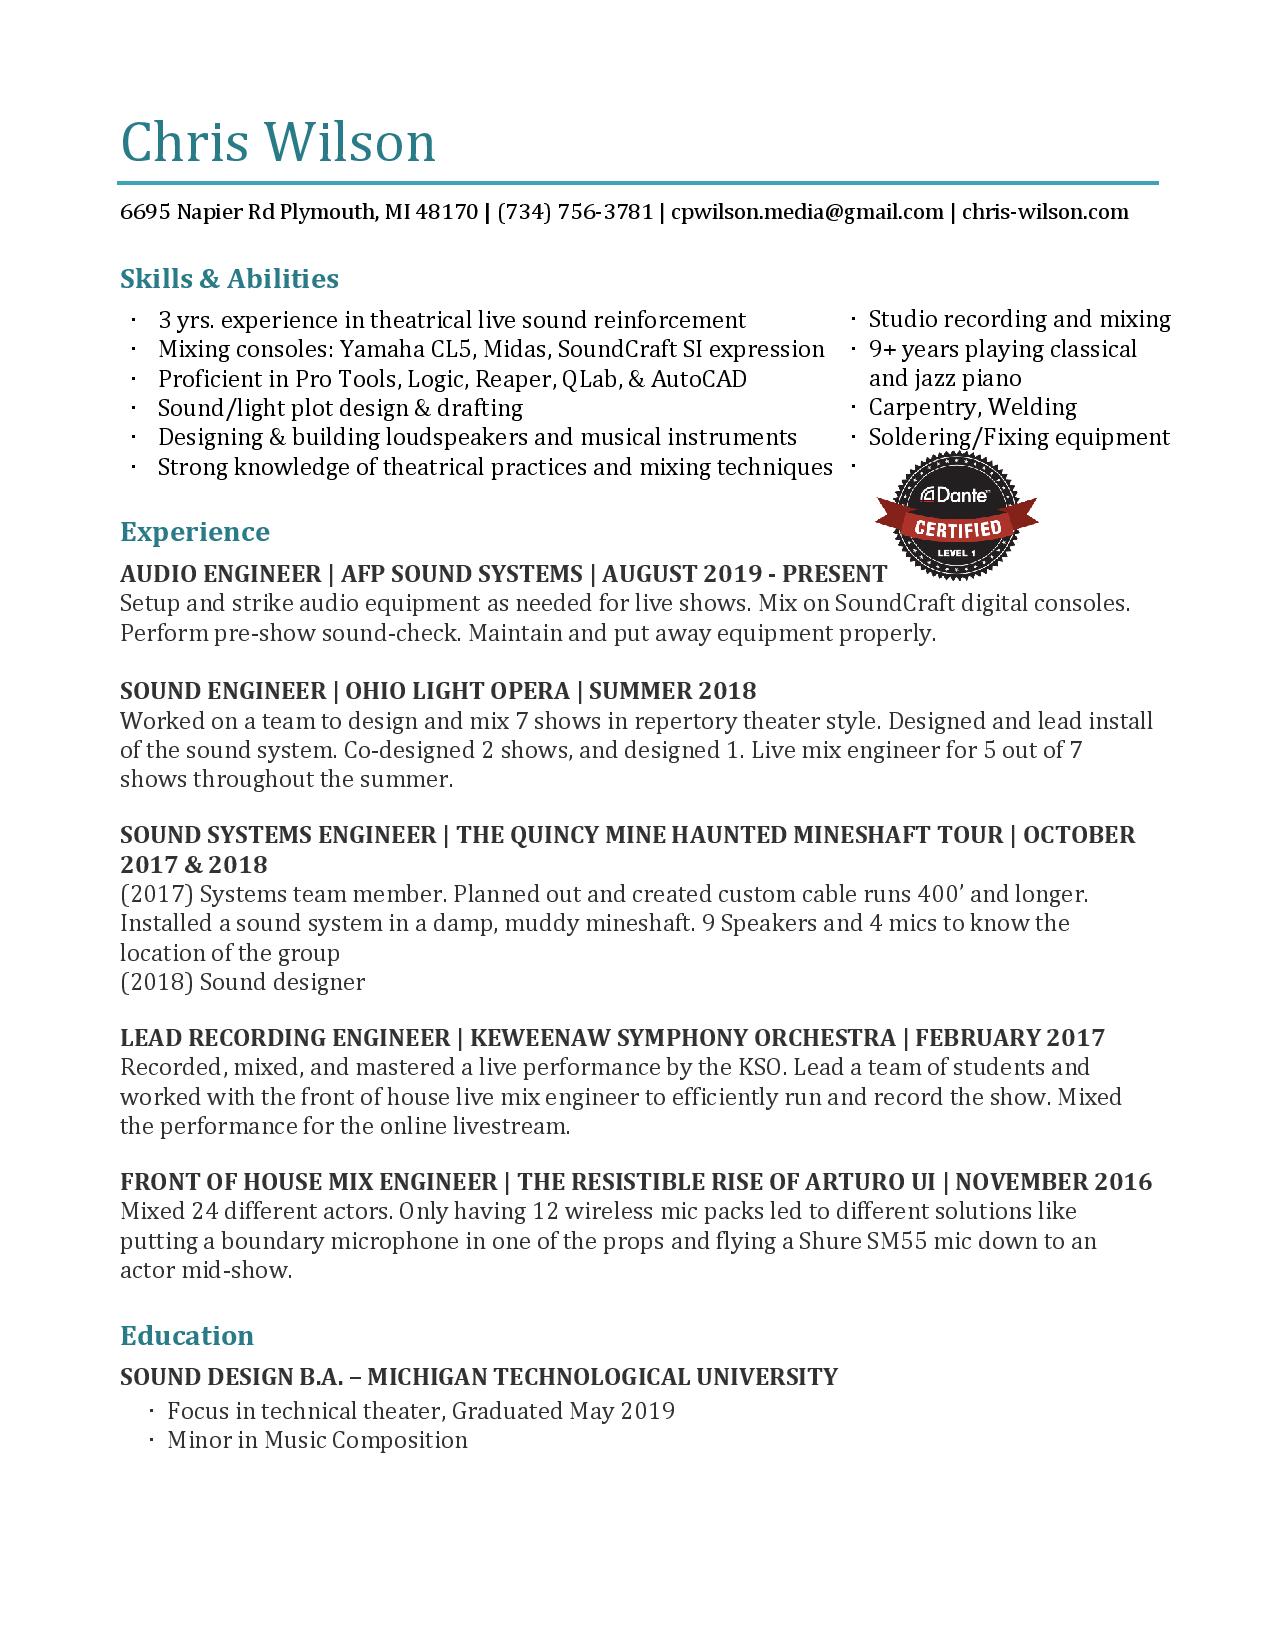 Chris Wilson
6695 Napier Rd Plymouth, MI 48170 | (734) 756-3781 | cpwilson.media@gmail.com | chris-wilson.com
Skills & Abilities
· 3 yrs. experience in theatrical live sound reinforcement
· Mixing consoles: Yamaha CL5, Midas, SoundCraft SI expression
· Proficient in Pro Tools, Logic, Reaper, QLab, & AutoCAD
· Sound/light plot design & drafting
· Designing & building loudspeakers and musical instruments
· Strong knowledge of theatrical practices and mixing techniques
· Studio recording and mixing
· 9+ years playing classical
and jazz piano
· Carpentry, Welding
· Soldering/Fixing equipment
·
Dante™
CERTIFIED
LEVEL 1
Experience
AUDIO ENGINEER | AFP SOUND SYSTEMS | AUGUST 2019 - PRESENT
Setup and strike audio equipment as needed for live shows. Mix on SoundCraft digital consoles.
Perform pre-show sound-check. Maintain and put away equipment properly.
SOUND ENGINEER | OHIO LIGHT OPERA | SUMMER 2018
Worked on a team to design and mix 7 shows in repertory theater style. Designed and lead install
of the sound system. Co-designed 2 shows, and designed 1. Live mix engineer for 5 out of 7
shows throughout the summer.
SOUND SYSTEMS ENGINEER | THE QUINCY MINE HAUNTED MINESHAFT TOUR | OCTOBER
2017 & 2018
(2017) Systems team member. Planned out and created custom cable runs 400’ and longer.
Installed a sound system in a damp, muddy mineshaft. 9 Speakers and 4 mics to know the
location of the group
(2018) Sound designer
LEAD RECORDING ENGINEER | KEWEENAW SYMPHONY ORCHESTRA | FEBRUARY 2017
Recorded, mixed, and mastered a live performance by the KSO. Lead a team of students and
worked with the front of house live mix engineer to efficiently run and record the show. Mixed
the performance for the online livestream.
FRONT OF HOUSE MIX ENGINEER | THE RESISTIBLE RISE OF ARTURO UI | NOVEMBER 2016
Mixed 24 different actors. Only having 12 wireless mic packs led to different solutions like
putting a boundary microphone in one of the props and flying a Shure SM55 mic down to an
actor mid-show.
Education
SOUND DESIGN B.A. – MICHIGAN TECHNOLOGICAL UNIVERSITY
· Focus in technical theater, Graduated May 2019
· Minor in Music Composition